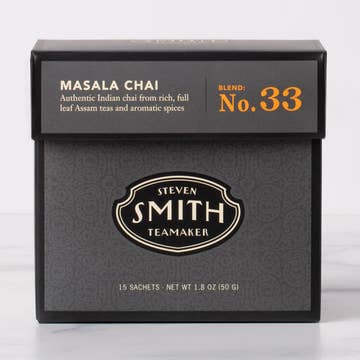 MASALA CHAI
Authentic Indian chai from rich, full
leaf Assam teas and aromatic spices
BLEND:
No. 33
STEVEN
SMITH
TEAMAKER
15 SACHETS · NET WT 1.8 OZ (50 G)